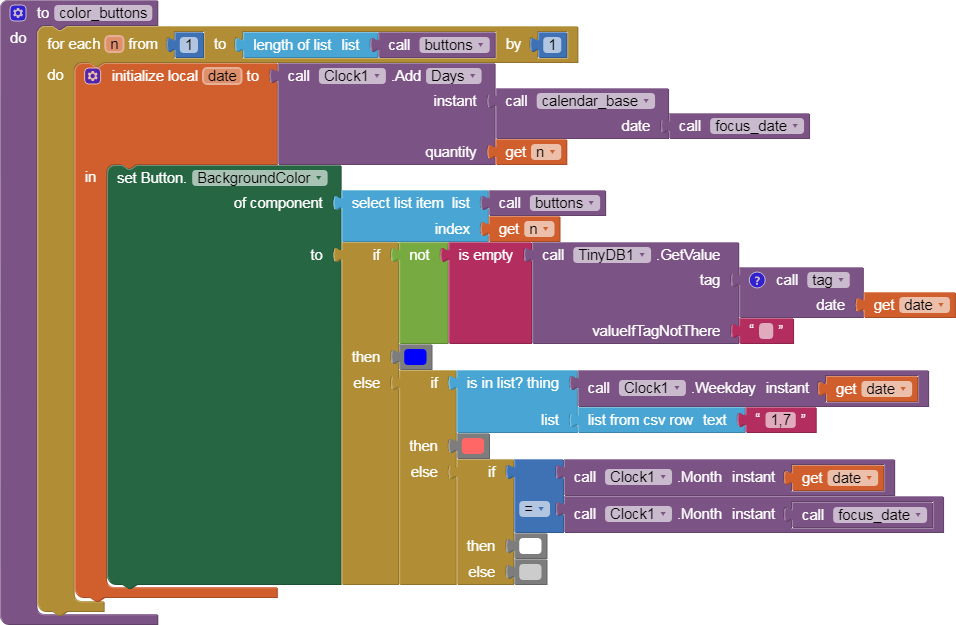 to color_buttons
do for each n from 1 to length of list list call buttons by 1
do initialize local date to call Clock1 .Add Days
instant call calendar_base
date call focus_date
quantity get n
in set Button. BackgroundColor
of component select list item list call buttons
index get n
to if not is empty call TinyDB1 .GetValue
tag ? call tag
date get date
valueIfTagNotThere “ ”
then
else if is in list? thing call Clock1 .Weekday instant get date
list list from csv row text “ 1,7 ”
then
else if call Clock1 .Month instant get date
=
call Clock1 .Month instant call focus_date
then
else